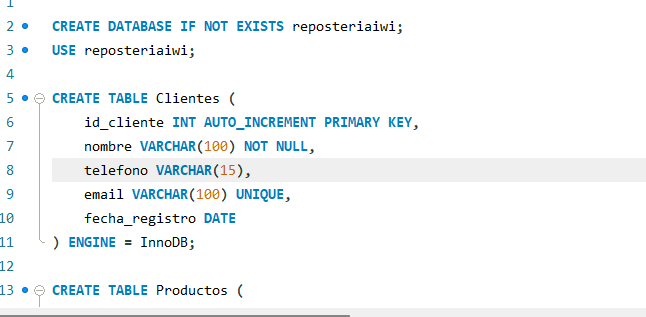 1
2 CREATE DATABASE IF NOT EXISTS reposteriaiwi;
3 USE reposteriaiwi;
4
5 CREATE TABLE Clientes (
6 id_cliente INT AUTO_INCREMENT PRIMARY KEY,
7 nombre VARCHAR(100) NOT NULL,
8 telefono VARCHAR(15),
9 email VARCHAR(100) UNIQUE,
10 fecha_registro DATE
11 ) ENGINE = InnoDB;
12
13 CREATE TABLE Productos (